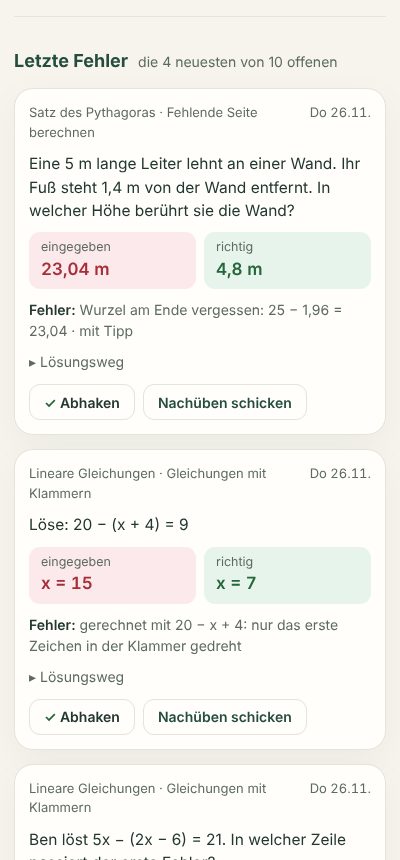 Letzte Fehler die 4 neuesten von 10 offenen
Satz des Pythagoras · Fehlende Seite berechnen
Do 26.11.
Eine 5 m lange Leiter lehnt an einer Wand. Ihr
Fuß steht 1,4 m von der Wand entfernt. In
welcher Höhe berührt sie die Wand?
eingegeben
23,04 m
richtig
4,8 m
Fehler: Wurzel am Ende vergessen: 25 − 1,96 =
23,04 · mit Tipp
▸ Lösungsweg
✓ Abhaken
Nachüben schicken
Lineare Gleichungen · Gleichungen mit
Klammern
Do 26.11.
Löse: 20 − (x + 4) = 9
eingegeben
x = 15
richtig
x = 7
Fehler: gerechnet mit 20 − x + 4: nur das erste
Zeichen in der Klammer gedreht
▸ Lösungsweg
✓ Abhaken
Nachüben schicken
Lineare Gleichungen · Gleichungen mit
Klammern
Do 26.11.
Ben löst 5x − (2x − 6) = 21. In welcher Zeile
passiert der erste Fehler?